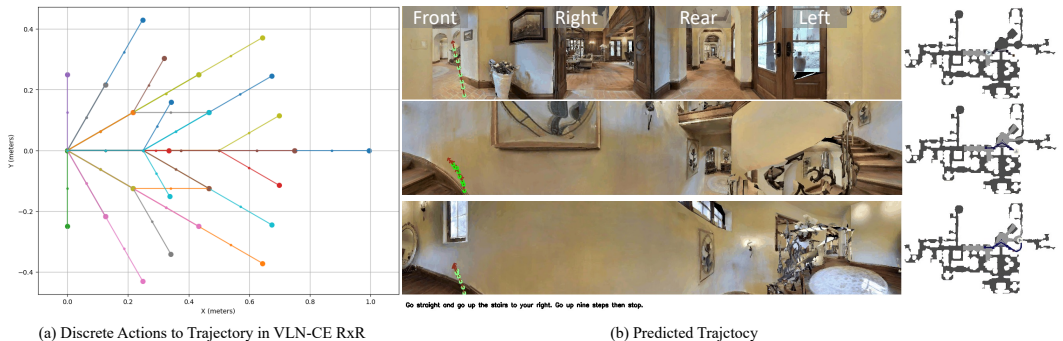 0.4
0.2
0.0
−0.2
−0.4
Y (meters)
0.0 0.2 0.4 0.6 0.8 1.0
X (meters)
Front Right Rear Left
Go straight and go up the stairs to your right. Go up nine steps then stop.
(a) Discrete Actions to Trajectory in VLN-CE RxR
(b) Predicted Trajctocy